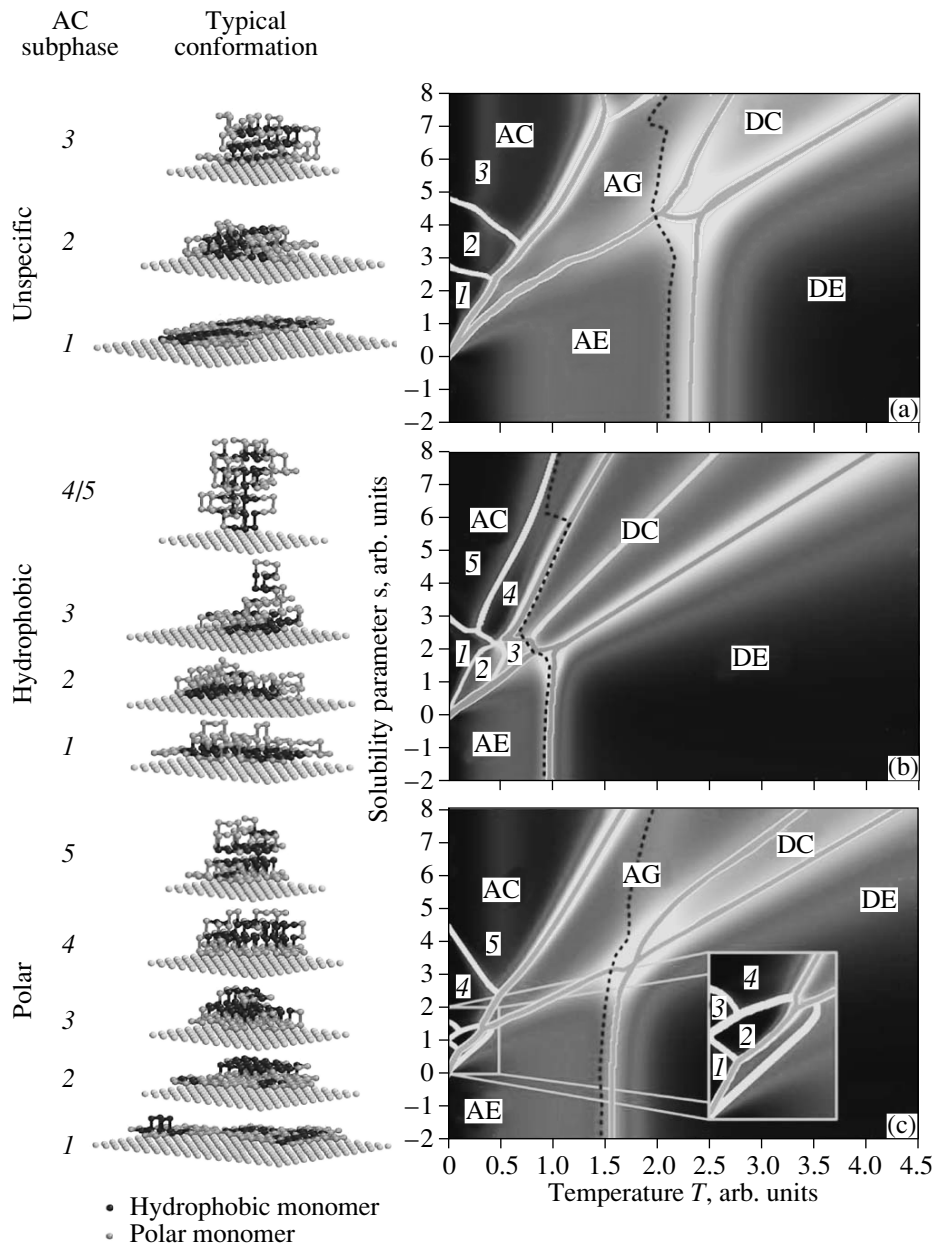 AC
subphase
Typical
conformation
Unspecific
3
2
1
Hydrophobic
4/5
3
2
1
Polar
5
4
3
2
1
Hydrophobic monomer
Polar monomer
Solubility parameter s, arb. units
8
7
6
5
4
3
2
1
0
−1
−2
AC
3
2
1
AG
DC
AE
DE
(a)
8
7
6
5
4
3
2
1
0
−1
−2
AC
5
4
1
2
3
DC
DE
AE
(b)
8
7
6
5
4
3
2
1
0
−1
−2
AC
5
4
AG
DC
DE
AE
4
3
2
1
(c)
0 1.0 1.5 2.0 2.5 3.0 3.5 4.0 4.5
Temperature T, arb. units